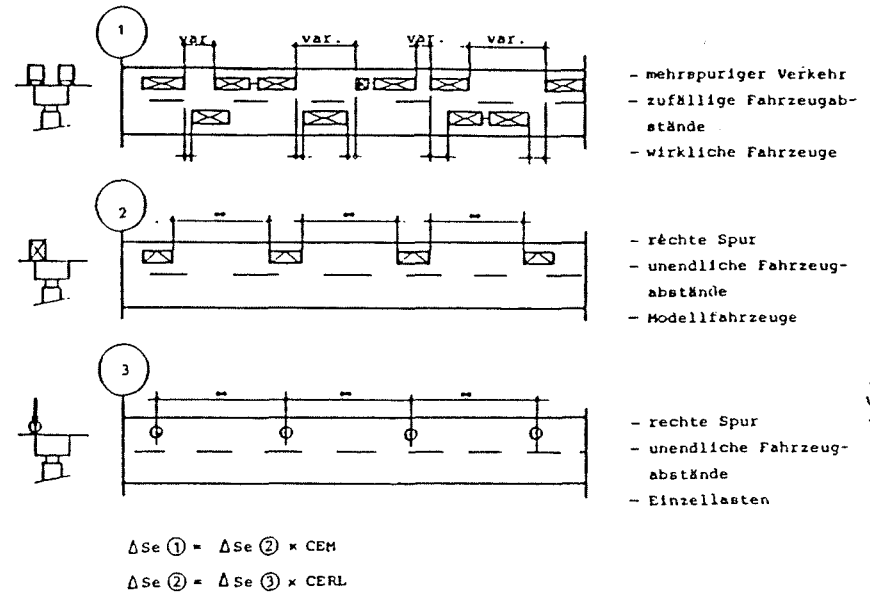 1
var. var. var. var.
- mehrspuriger Verkehr
- zufällige Fahrzeugab-
stände
- wirkliche Fahrzeuge
2
∞ ∞ ∞
- rechte Spur
- unendliche Fahrzeug-
abstände
- Modellfahrzeuge
3
∞ ∞ ∞
- rechte Spur
- unendliche Fahrzeug-
abstände
- Einzellasten
ΔSe ① = ΔSe ② × CEM
ΔSe ② = ΔSe ③ × CERL